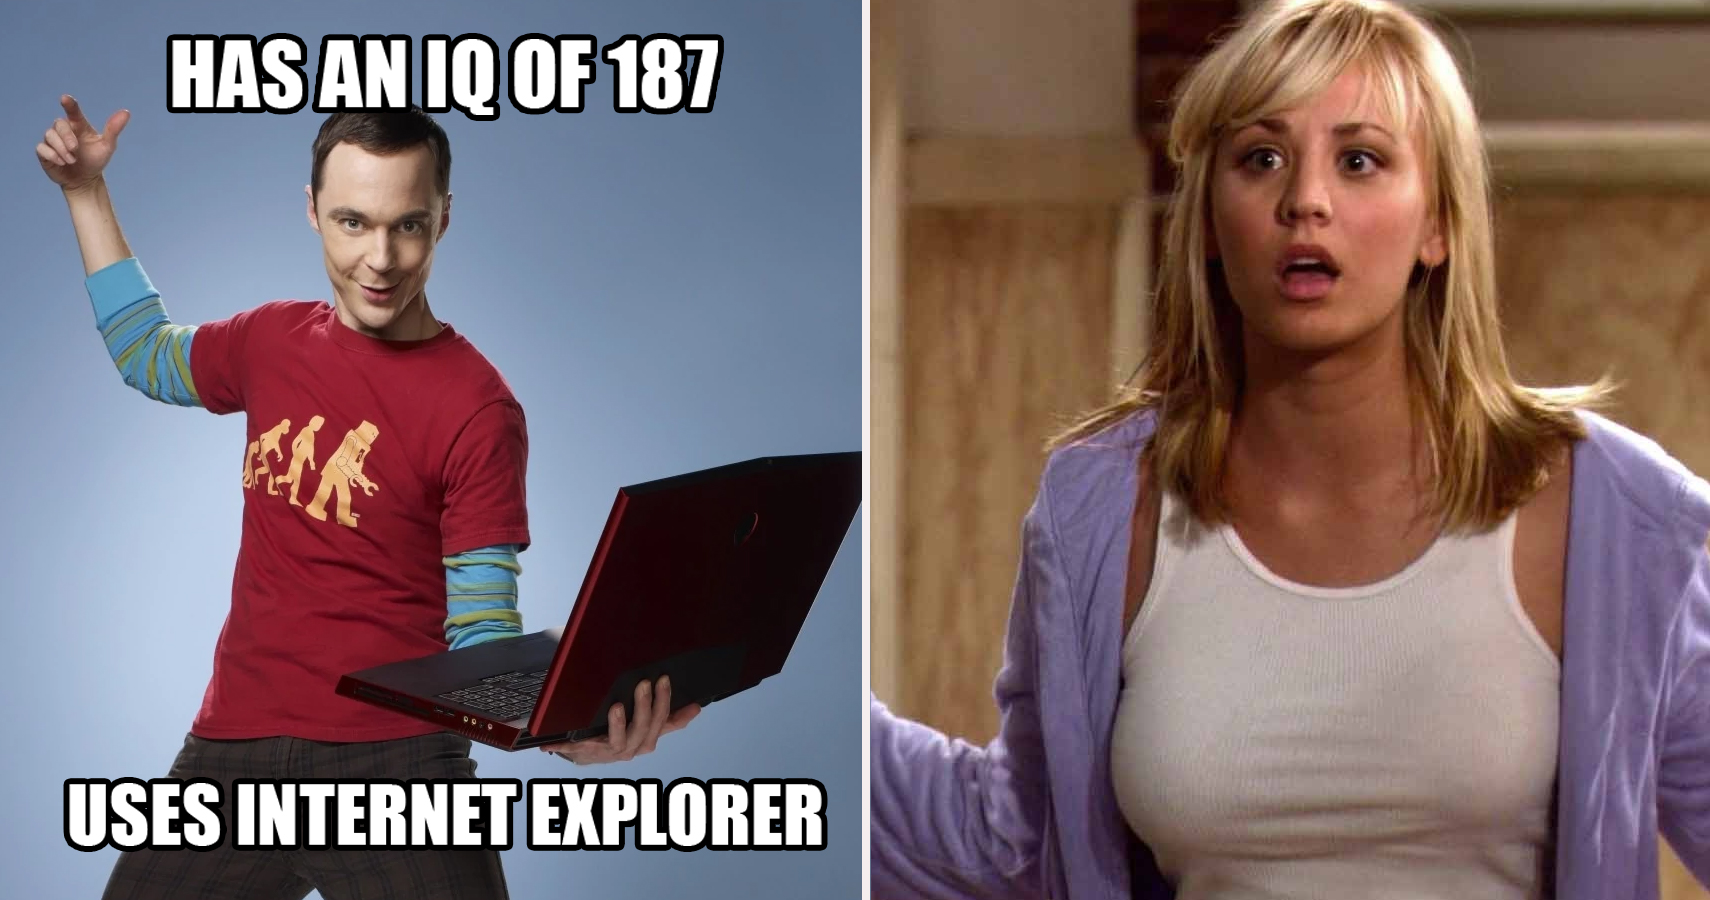 HAS AN IQ OF 187
USES INTERNET EXPLORER